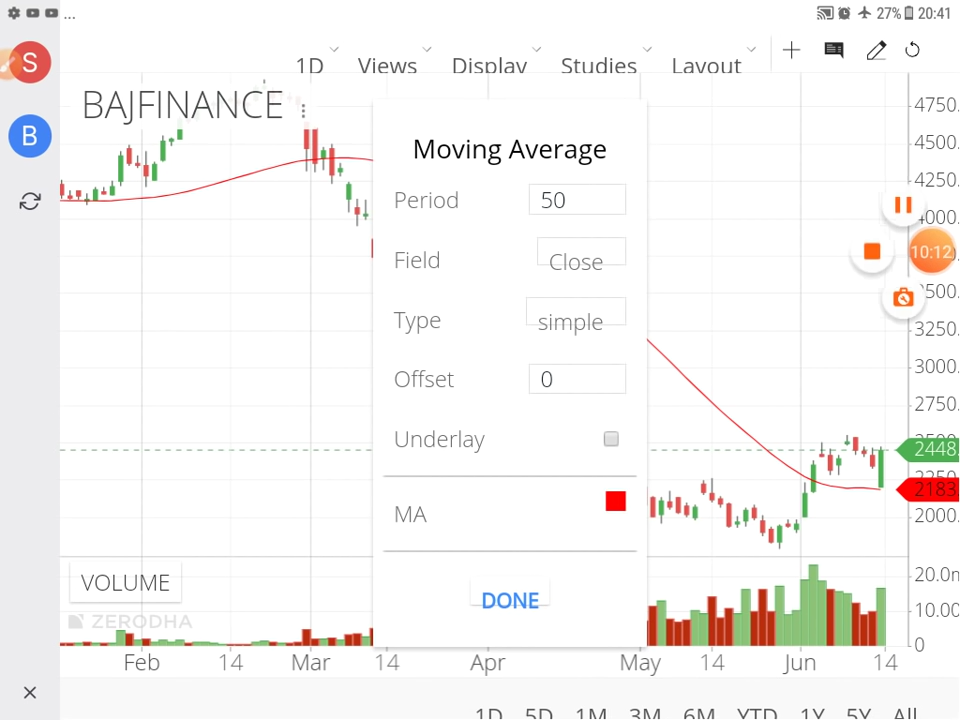 ... 27% 20:41
S
1D Views Display Studies Layout
BAJFINANCE
B
Moving Average
Period 50
Field Close
Type simple
Offset 0
Underlay
MA
DONE
10:12
4750.
4500.
4250.
4000.
3250.
3000.
2750.
2448.
2183.
2000.
VOLUME
ZERODHA
20.0m
10.00
0
Feb 14 Mar 14 Apr May 14 Jun 14
1D 5D 1M 3M 6M YTD 1Y 5Y All